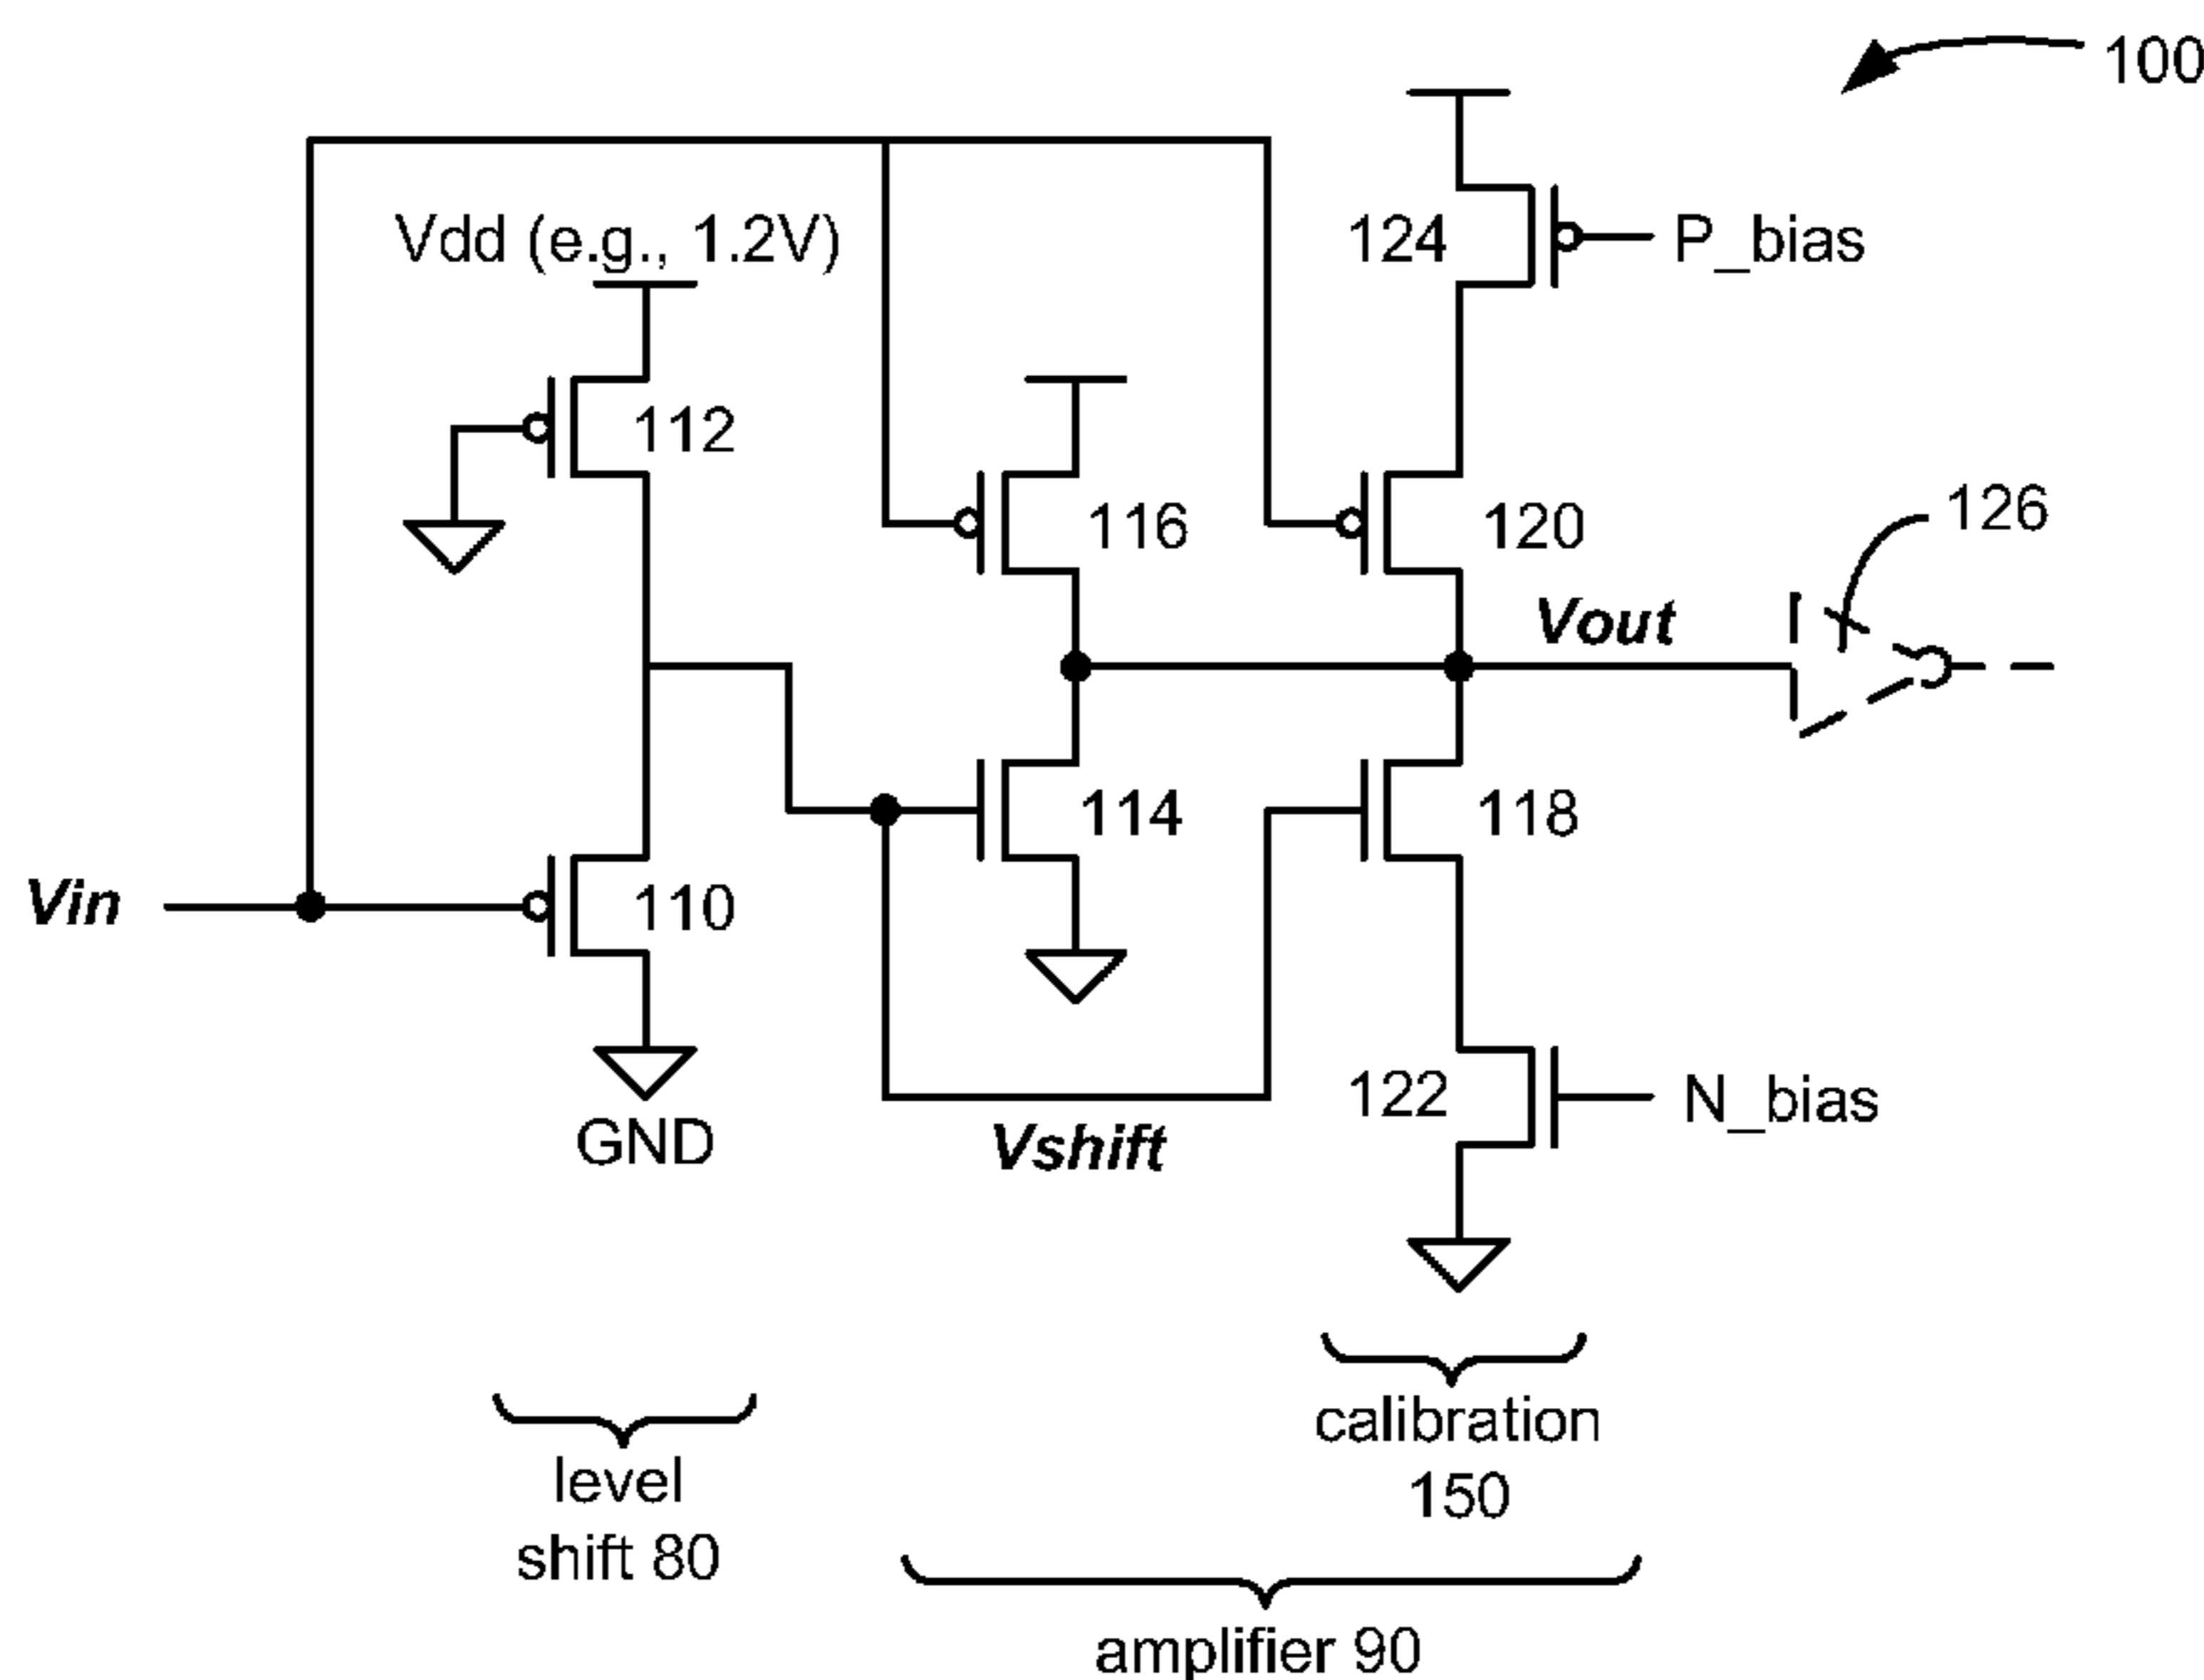 100
Vdd (e.g., 1.2V)
124
P_bias
112
116
120
126
Vout
114
118
Vin
110
122
N_bias
GND
Vshift
calibration
150
level
shift 80
amplifier 90